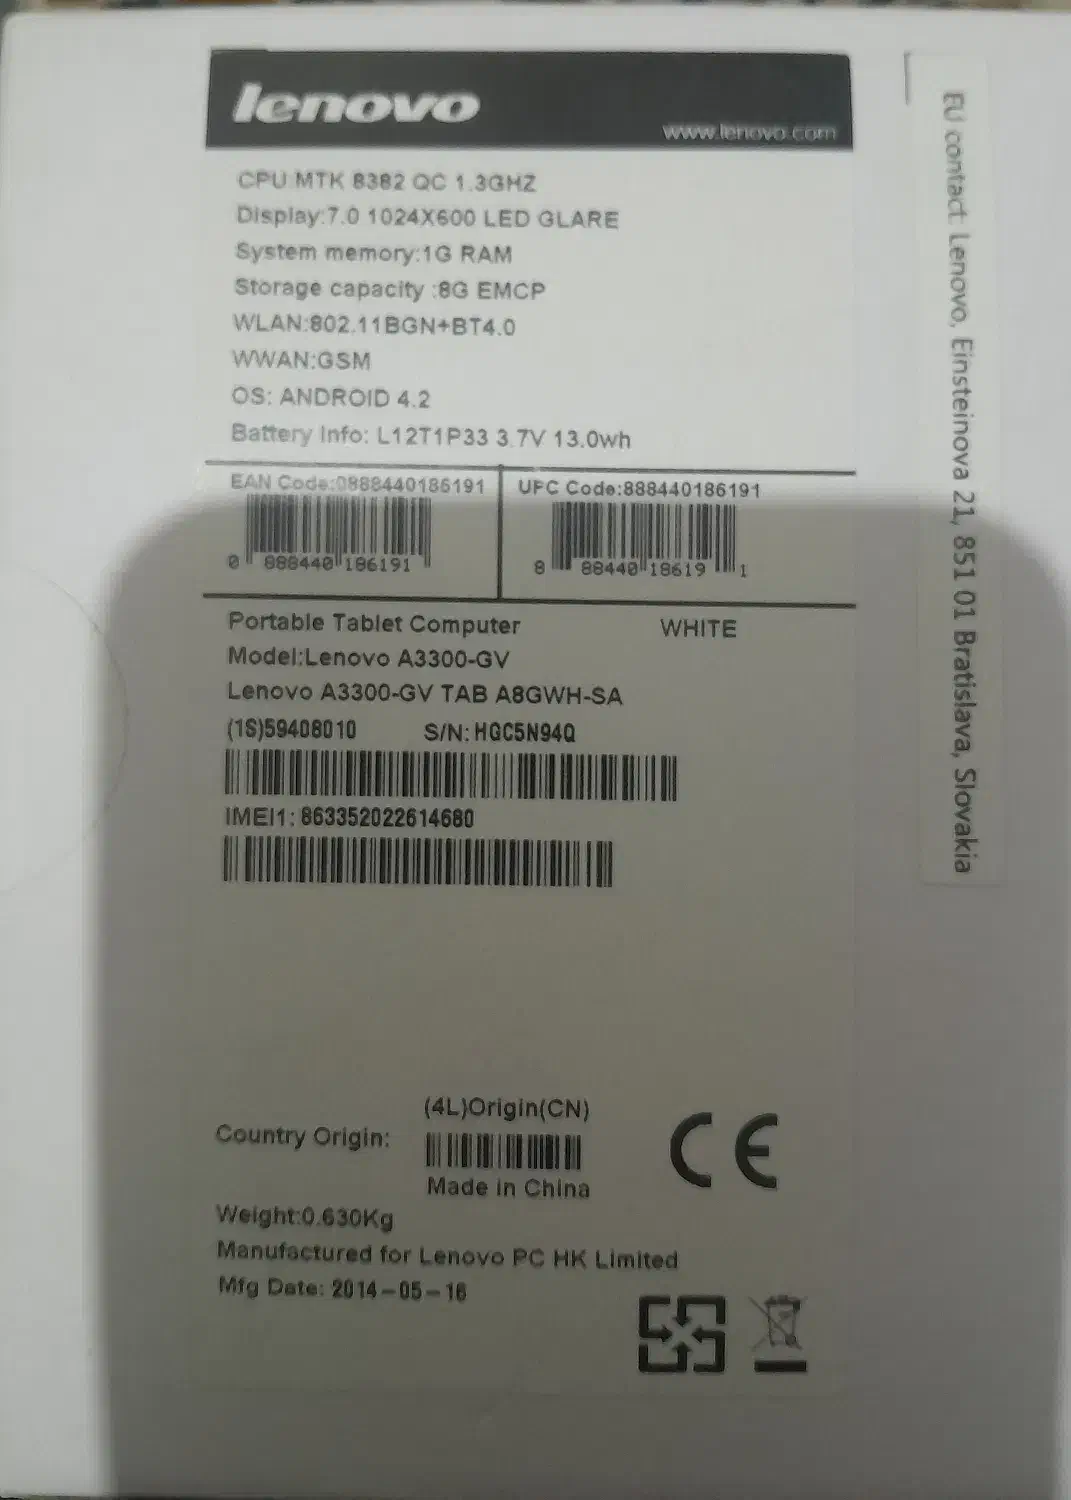 lenovo
www.lenovo.com
CPU:MTK 8382 QC 1.3GHZ
Display:7.0 1024X600 LED GLARE
System memory:1G RAM
Storage capacity :8G EMCP
WLAN:802.11BGN+BT4.0
WWAN:GSM
OS: ANDROID 4.2
Battery Info: L12T1P33 3.7V 13.0wh
EAN Code:0888440186191
UPC Code:888440186191
0 888440 186191
8 88440 18619 1
Portable Tablet Computer WHITE
Model:Lenovo A3300-GV
Lenovo A3300-GV TAB A8GWH-SA
(1S)59408010 S/N: HGC5N94Q
IMEI1: 863352022614680
(4L)Origin(CN)
Country Origin:
Made in China
CE
Weight:0.630Kg
Manufactured for Lenovo PC HK Limited
Mfg Date: 2014-05-16
EU contact: Lenovo, Einsteinova 21, 851 01 Bratislava, Slovakia